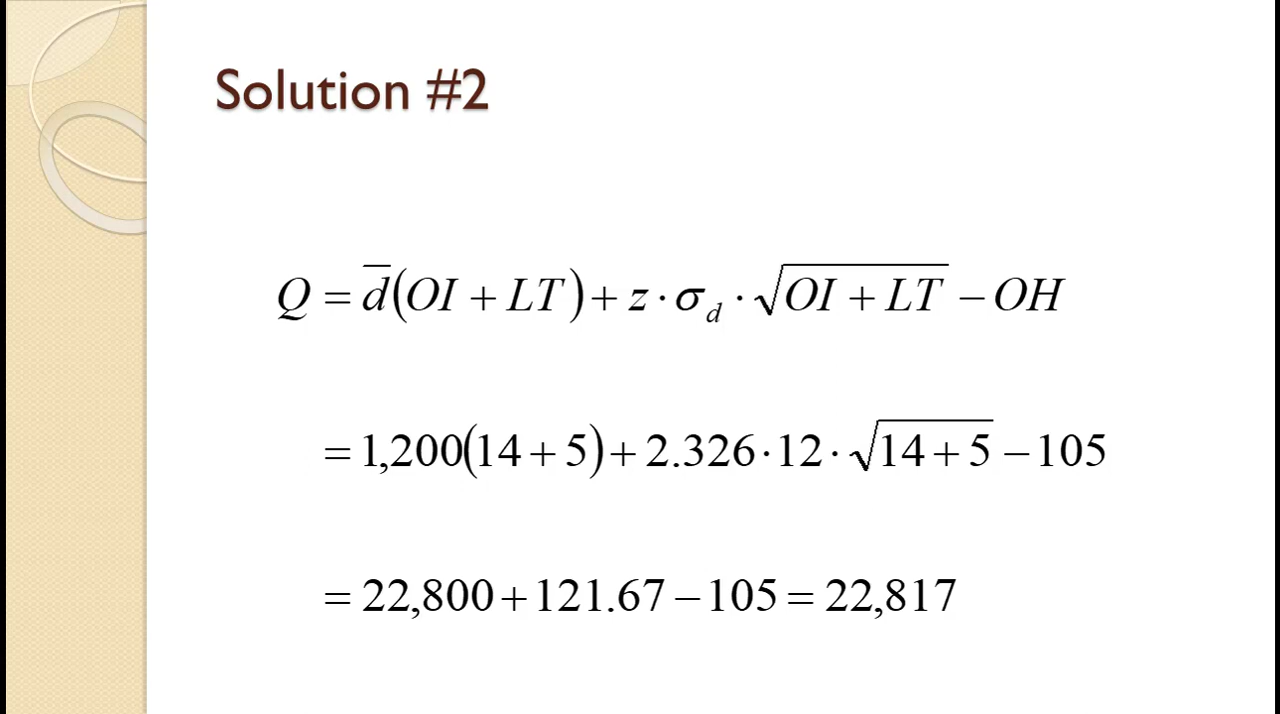 Solution #2
Q = d̅(OI + LT) + z · σ_d · √(OI + LT) − OH
= 1,200(14 + 5) + 2.326 · 12 · √(14 + 5) − 105
= 22,800 + 121.67 − 105 = 22,817